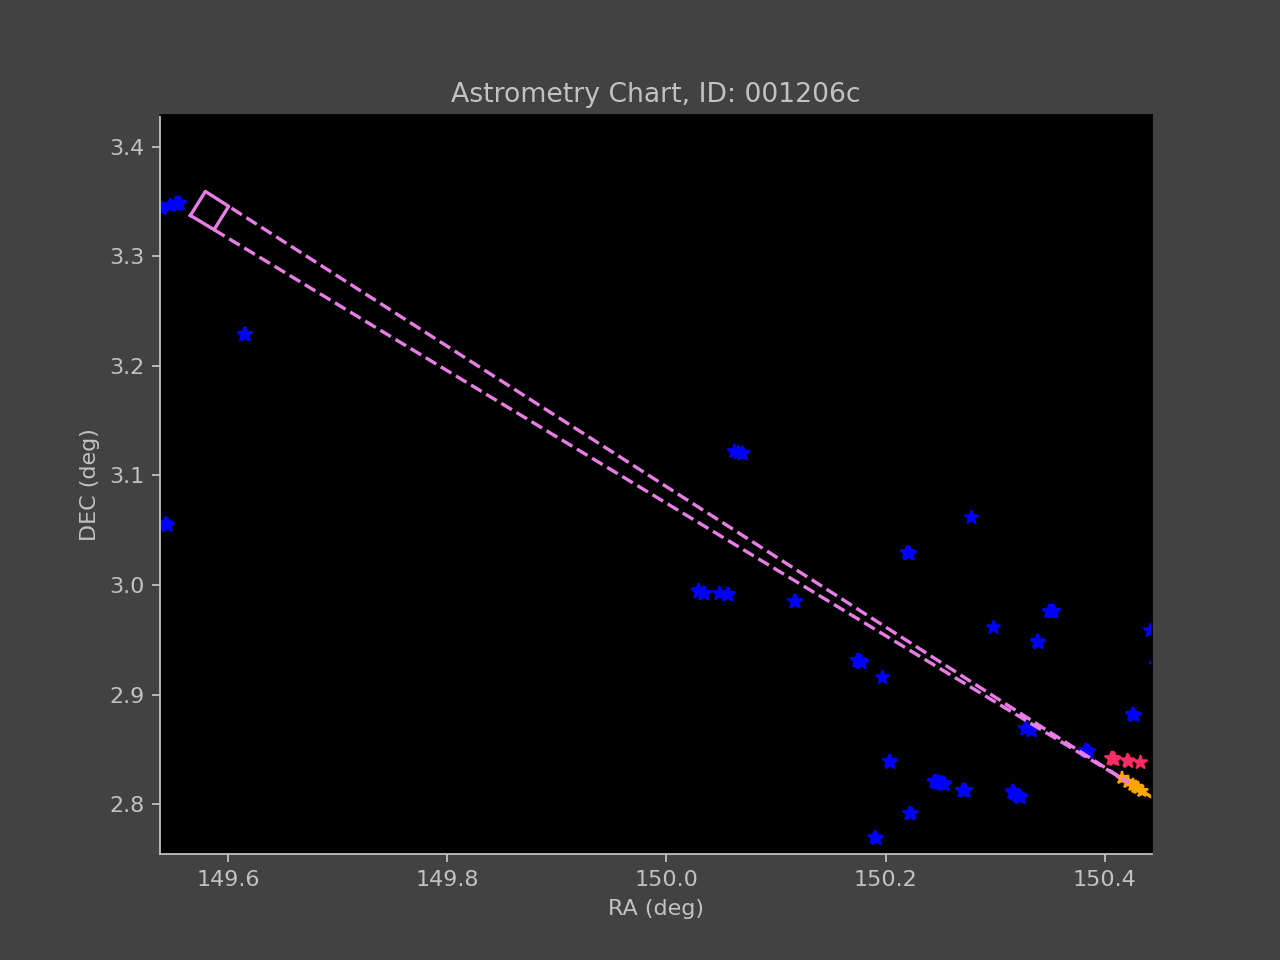 Astrometry Chart, ID: 001206c
3.4
3.3
3.2
3.1
3.0
2.9
2.8
DEC (deg)
149.6 149.8 150.0 150.2 150.4
RA (deg)